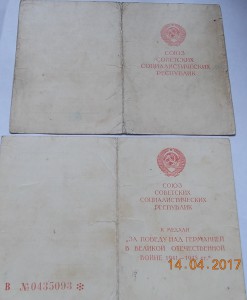 СОЮЗ
СОВЕТСКИХ
СОЦИАЛИСТИЧЕСКИХ
РЕСПУБЛИК
СОЮЗ
СОВЕТСКИХ
СОЦИАЛИСТИЧЕСКИХ
РЕСПУБЛИК
К МЕДАЛИ
"ЗА ПОБЕДУ НАД ГЕРМАНИЕЙ
В ВЕЛИКОЙ ОТЕЧЕСТВЕННОЙ
ВОЙНЕ 1941—1945 гг."
В №0435093
14 04 2017